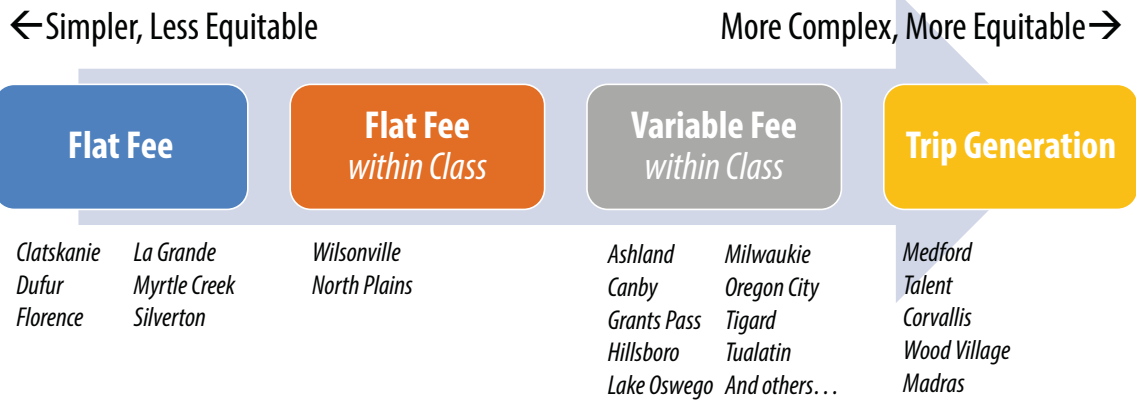 ←Simpler, Less Equitable
More Complex, More Equitable→
Flat Fee
Flat Fee
within Class
Variable Fee
within Class
Trip Generation
Clatskanie
Dufur
Florence
La Grande
Myrtle Creek
Silverton
Wilsonville
North Plains
Ashland
Canby
Grants Pass
Hillsboro
Lake Oswego
Milwaukie
Oregon City
Tigard
Tualatin
And others…
Medford
Talent
Corvallis
Wood Village
Madras